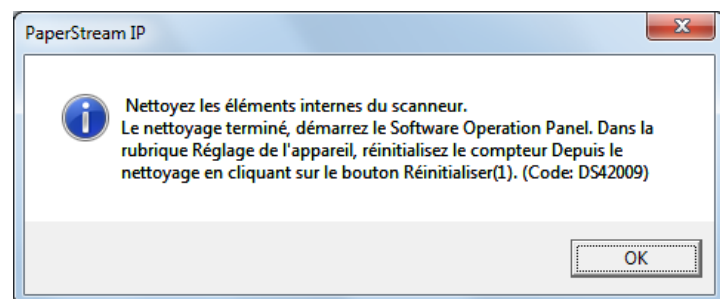 PaperStream IP
Nettoyez les éléments internes du scanneur.
Le nettoyage terminé, démarrez le Software Operation Panel. Dans la
rubrique Réglage de l'appareil, réinitialisez le compteur Depuis le
nettoyage en cliquant sur le bouton Réinitialiser(1). (Code: DS42009)
OK